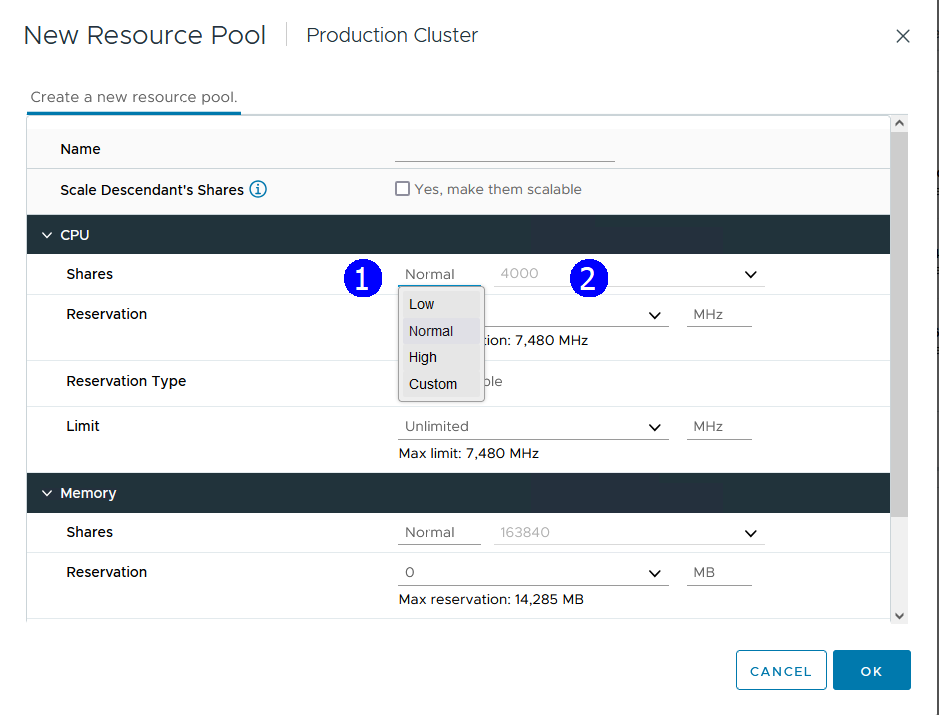 New Resource Pool Production Cluster
Create a new resource pool.
Name
Scale Descendant's Shares Yes, make them scalable
CPU
Shares 1 Normal 4000 2
Low
Normal
High
Custom
Reservation MHz
ion: 7,480 MHz
Reservation Type ble
Limit Unlimited MHz
Max limit: 7,480 MHz
Memory
Shares Normal 163840
Reservation 0 MB
Max reservation: 14,285 MB
CANCEL OK